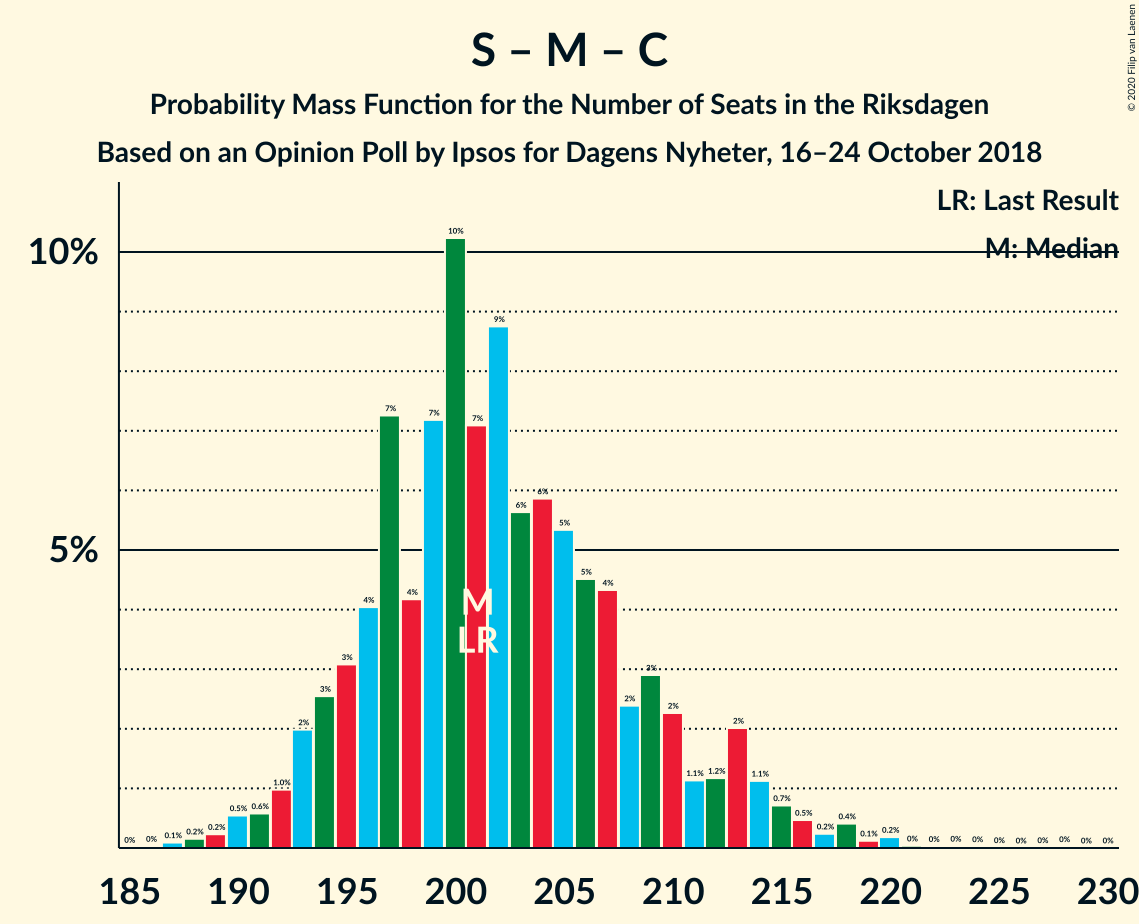 © 2020 Filip van Laenen
S – M – C
Probability Mass Function for the Number of Seats in the Riksdagen
Based on an Opinion Poll by Ipsos for Dagens Nyheter, 16–24 October 2018
LR: Last Result
M: Median
10%
5%
0% 0% 0.1% 0.2% 0.2% 0.5% 0.6% 1.0% 2% 3% 3% 4% 7% 4% 7% 10% 7% 9% 6% 6% 5% 5% 4% 2% 3% 2% 1.1% 1.2% 2% 1.1% 0.7% 0.5% 0.2% 0.4% 0.1% 0.2% 0% 0% 0% 0% 0% 0% 0% 0% 0% 0%
M
LR
185 190 195 200 205 210 215 220 225 230